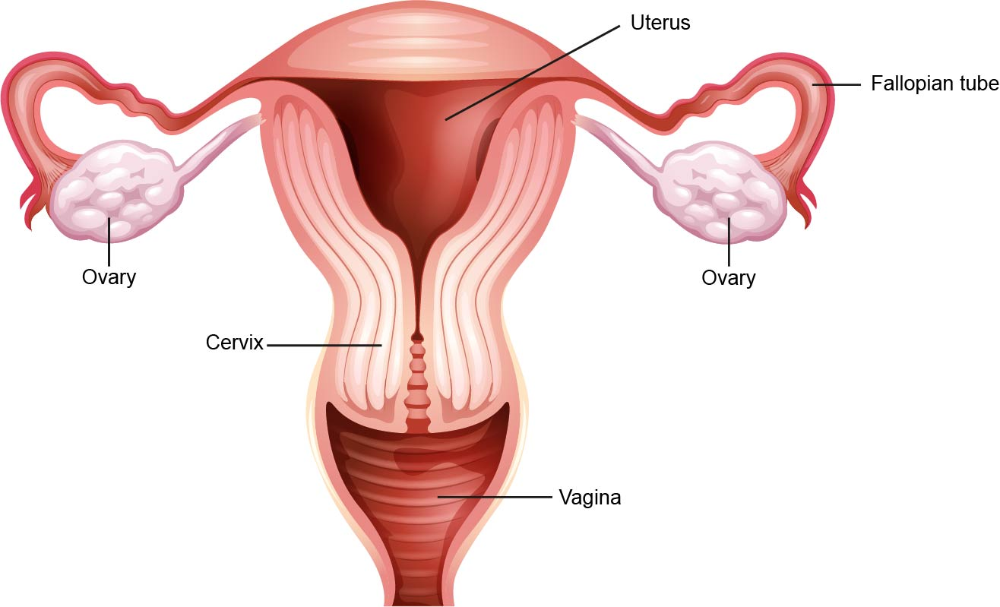 Uterus
Fallopian tube
Ovary
Ovary
Cervix
Vagina